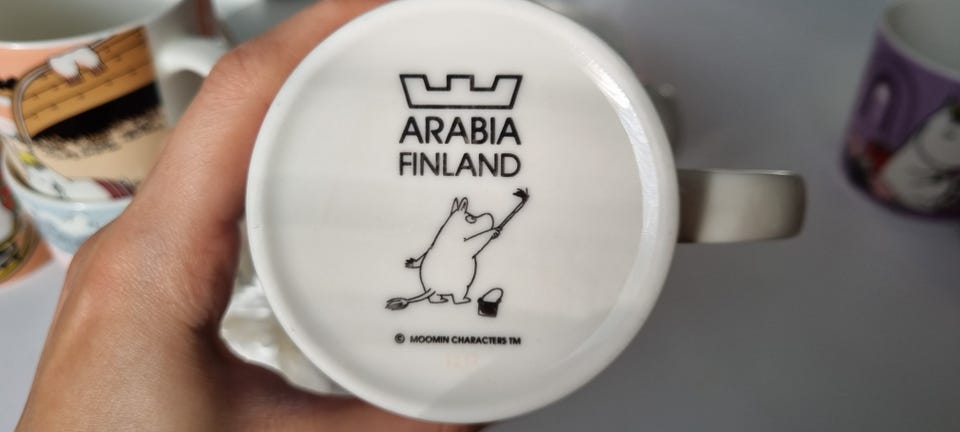 ARABIA
FINLAND
© MOOMIN CHARACTERS TM